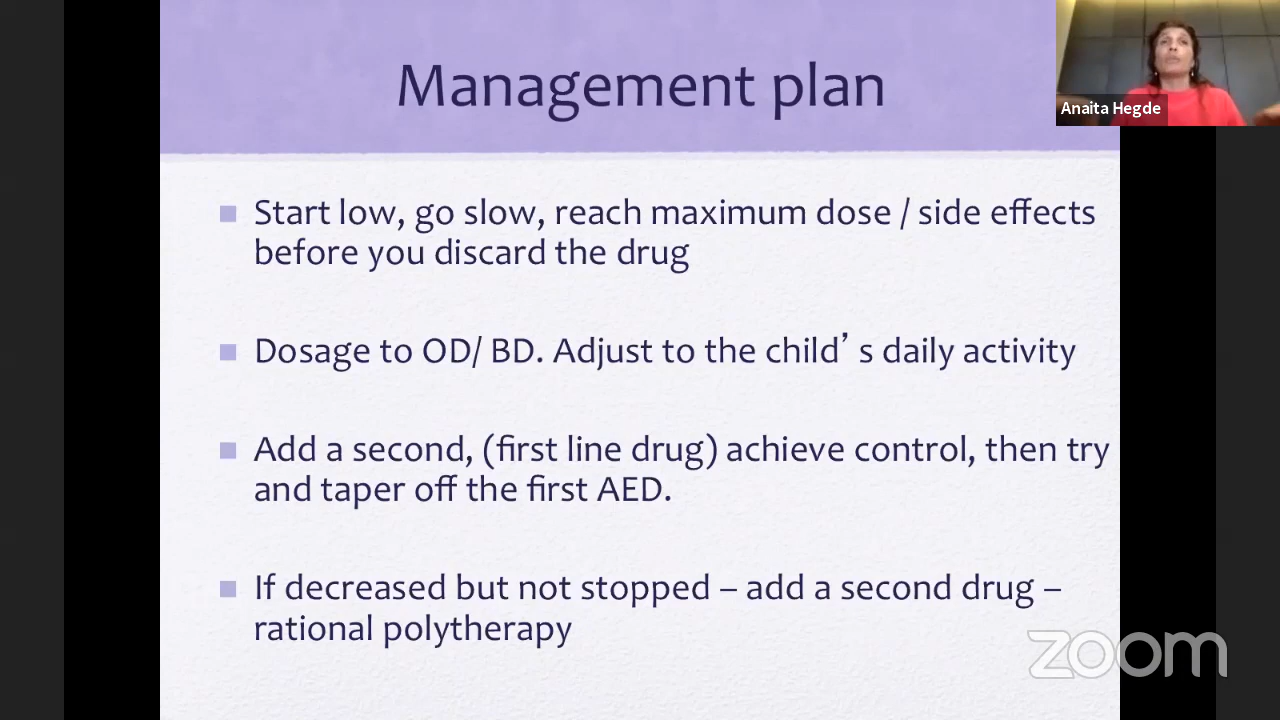 Management plan
Anaita Hegde
Start low, go slow, reach maximum dose / side effects
before you discard the drug
Dosage to OD/ BD. Adjust to the child’ s daily activity
Add a second, (first line drug) achieve control, then try
and taper off the first AED.
If decreased but not stopped – add a second drug –
rational polytherapy
zoom